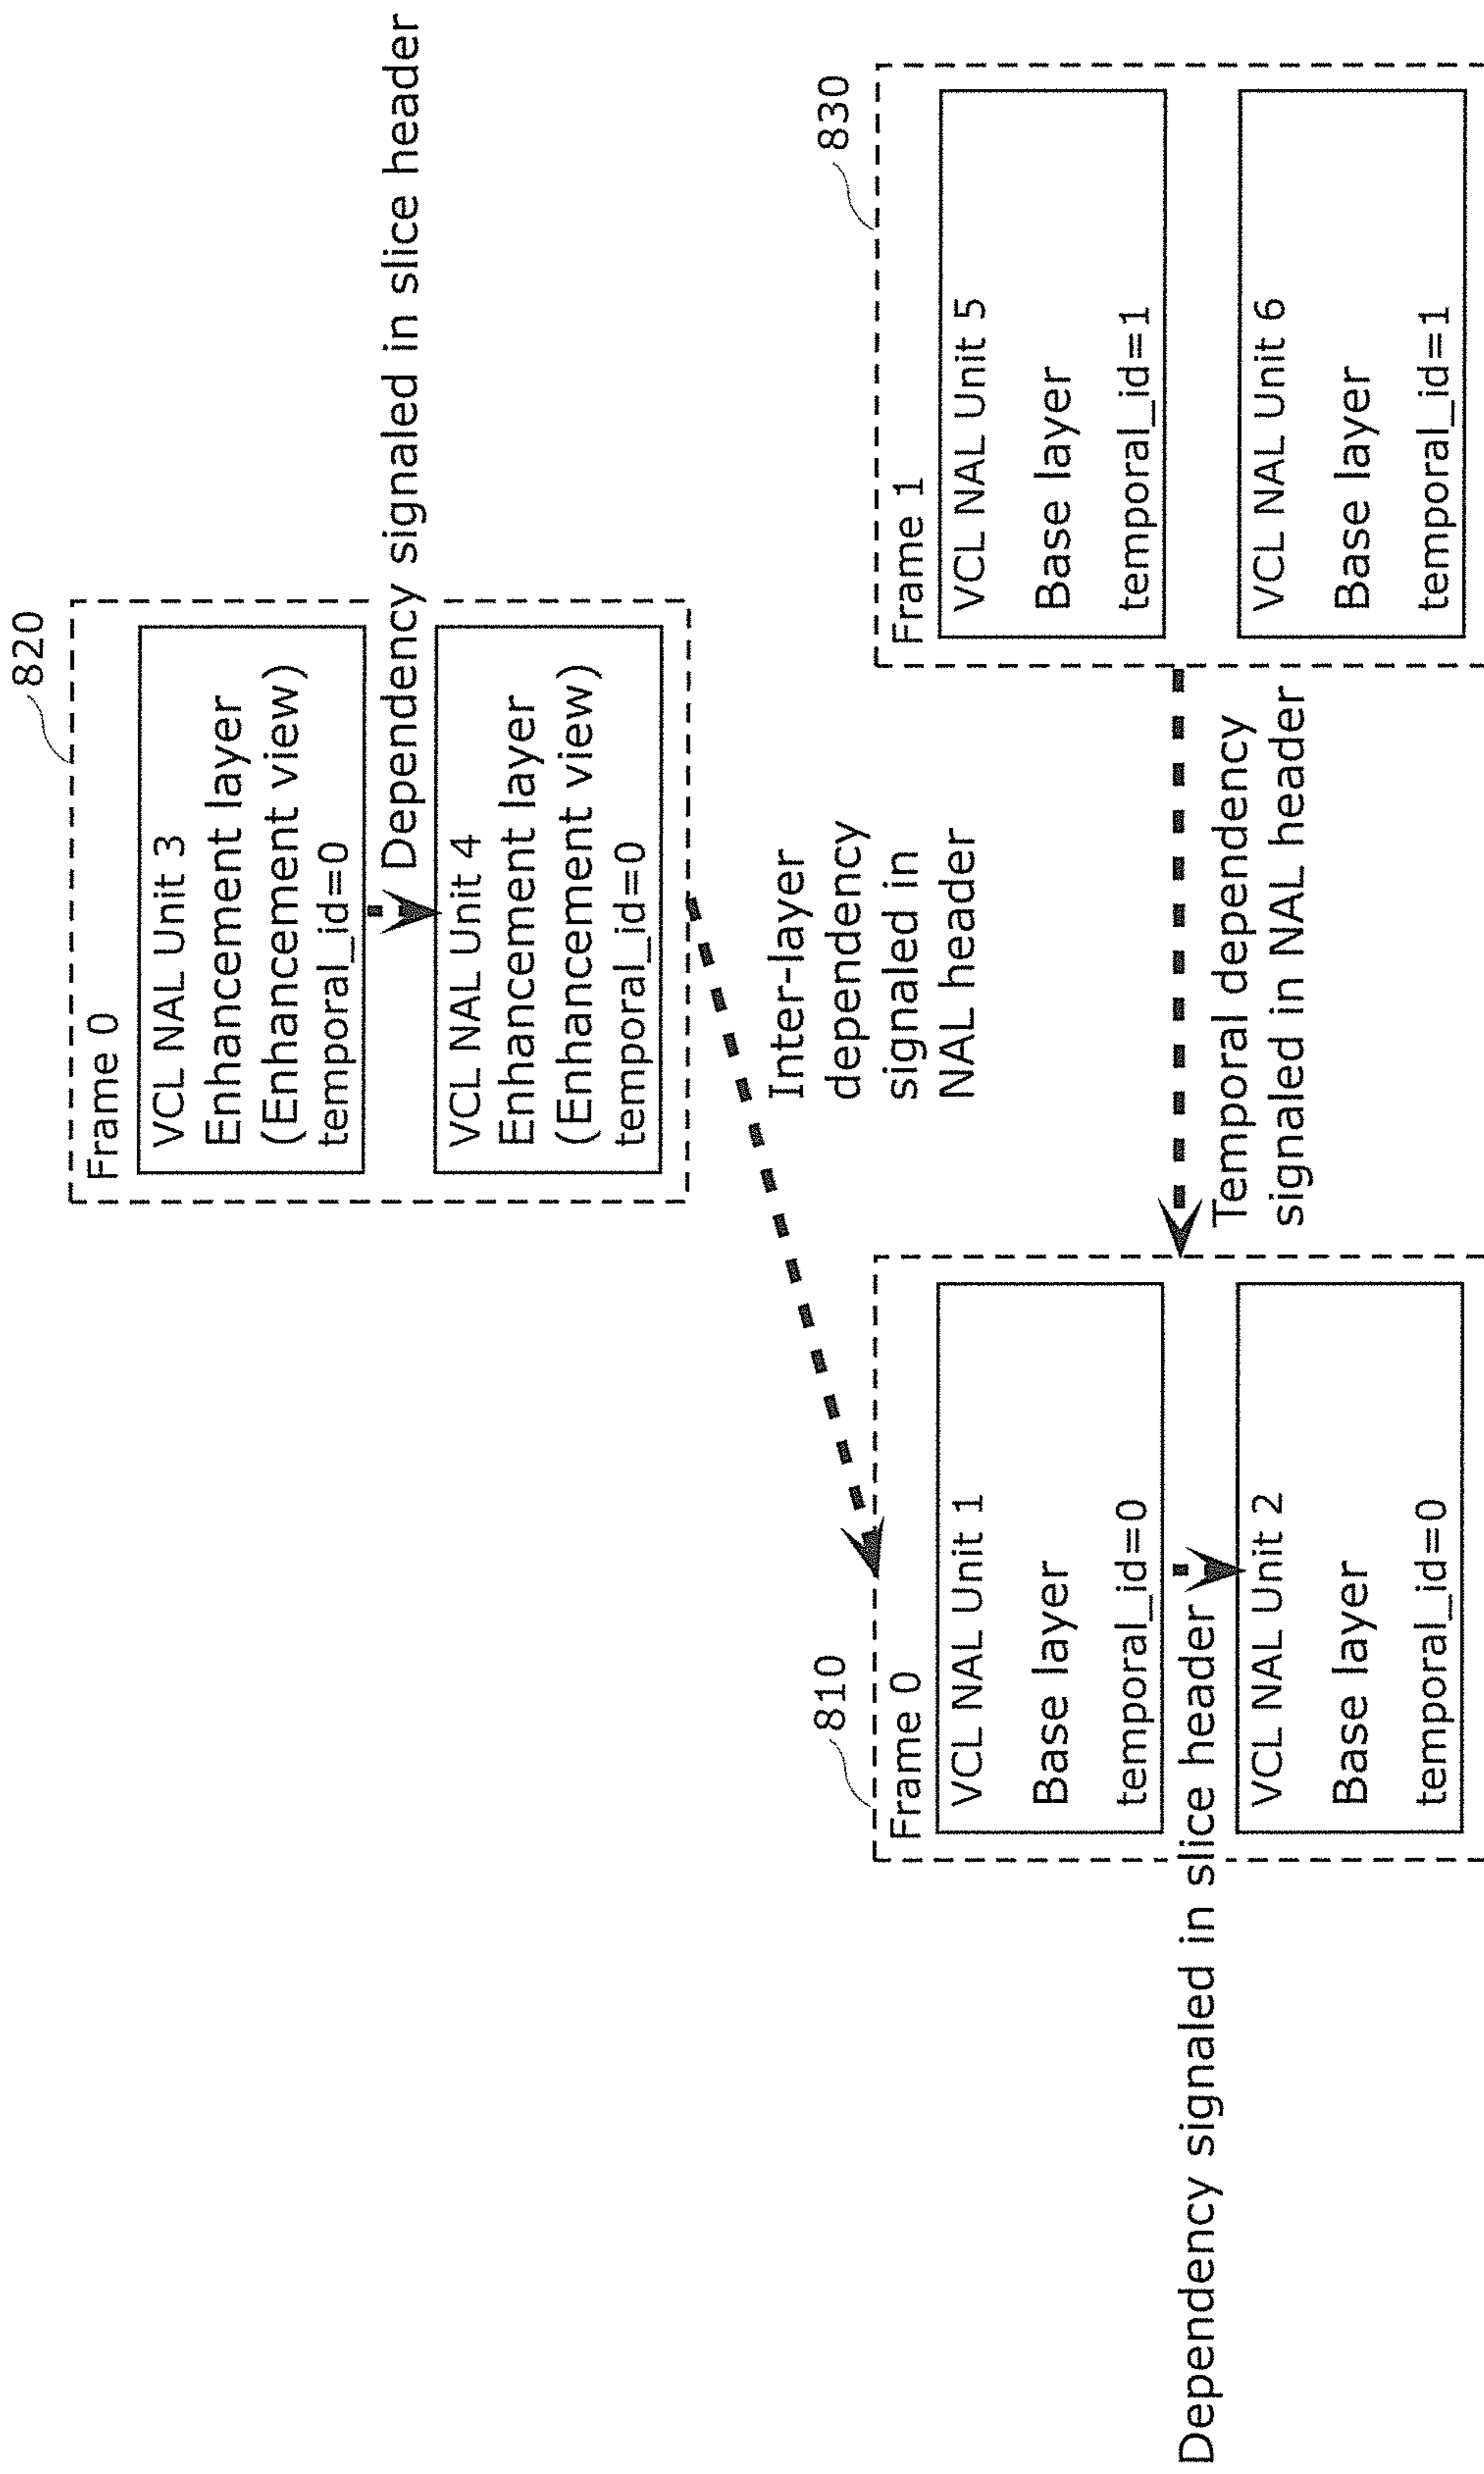 820
Frame 0
VCL NAL Unit 3
Enhancement layer
(Enhancement view)
temporal_id=0
Dependency signaled in slice header
VCL NAL Unit 4
Enhancement layer
(Enhancement view)
temporal_id=0
Inter-layer
dependency
signaled in
NAL header
810
Frame 0
VCL NAL Unit 1
Base layer
temporal_id=0
Dependency signaled in slice header
VCL NAL Unit 2
Base layer
temporal_id=0
Temporal dependency
signaled in NAL header
830
Frame 1
VCL NAL Unit 5
Base layer
temporal_id=1
VCL NAL Unit 6
Base layer
temporal_id=1